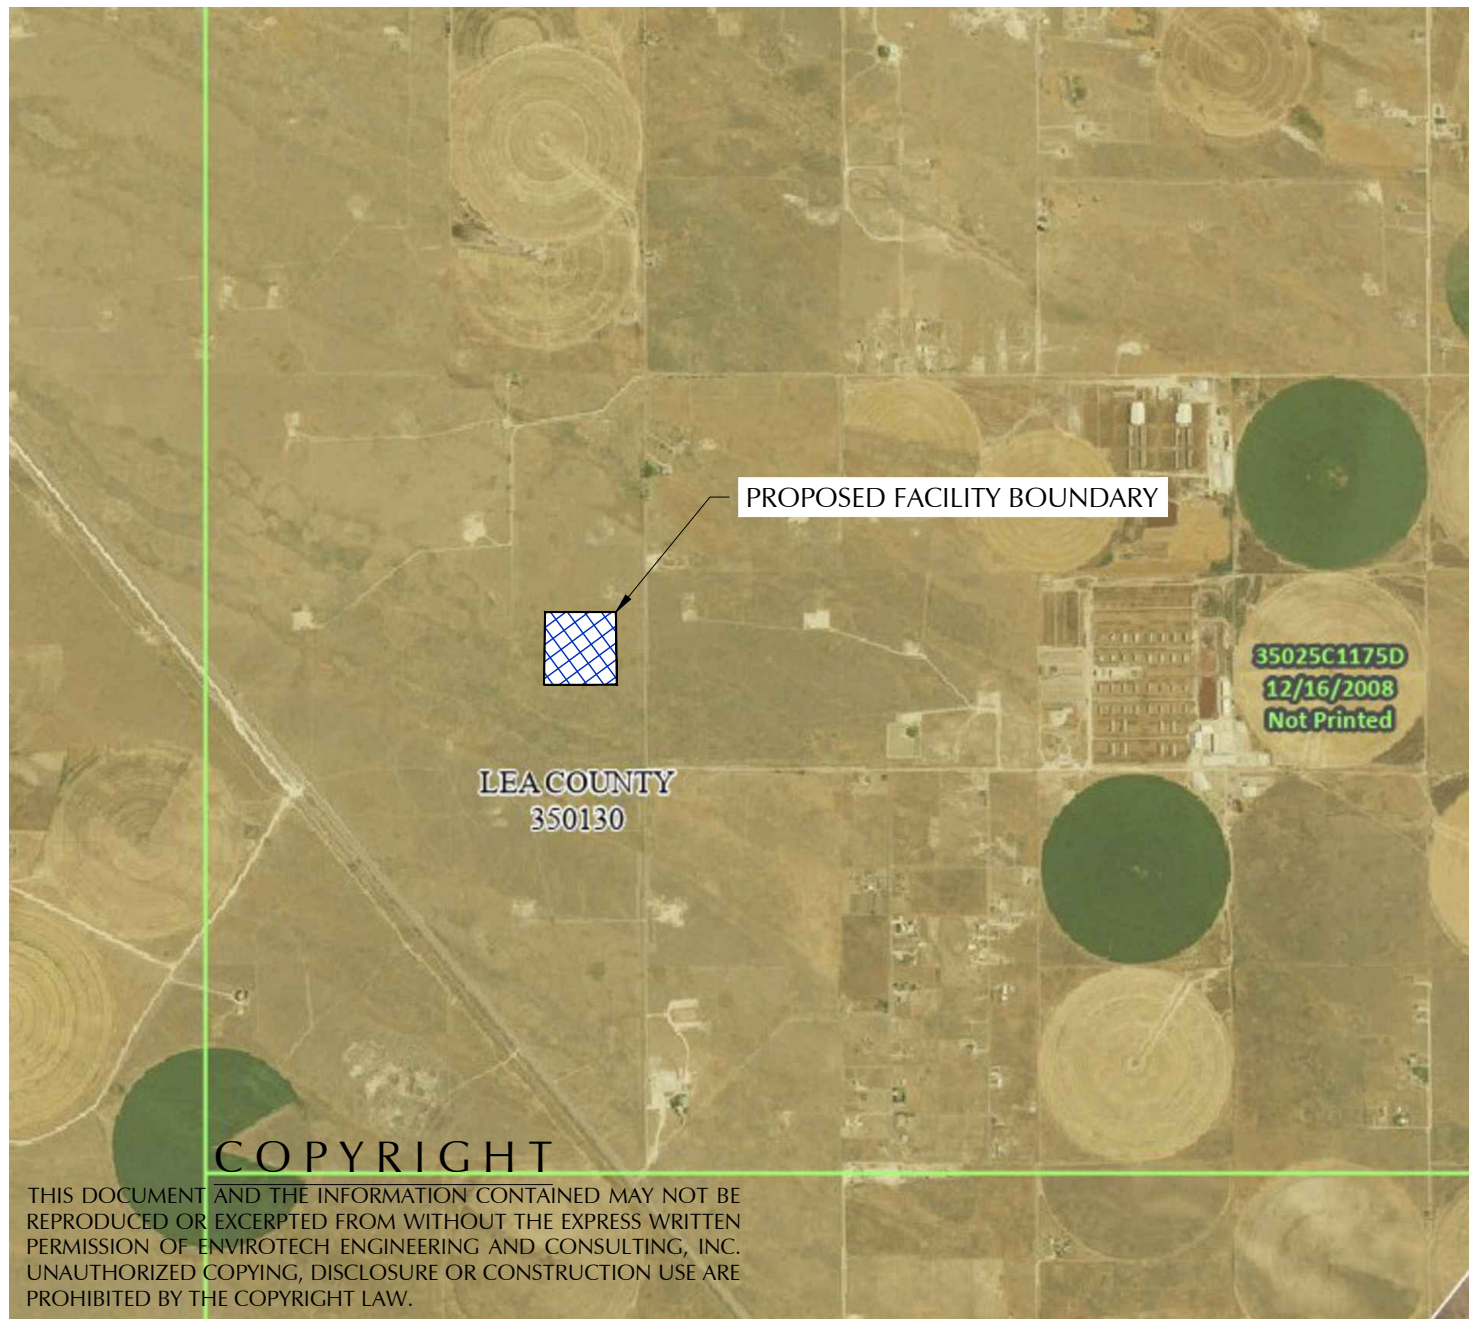 PROPOSED FACILITY BOUNDARY
35025C1175D
12/16/2008
Not Printed
LEA COUNTY
350130
COPYRIGHT
THIS DOCUMENT AND THE INFORMATION CONTAINED MAY NOT BE
REPRODUCED OR EXCERPTED FROM WITHOUT THE EXPRESS WRITTEN
PERMISSION OF ENVIROTECH ENGINEERING AND CONSULTING, INC.
UNAUTHORIZED COPYING, DISCLOSURE OR CONSTRUCTION USE ARE
PROHIBITED BY THE COPYRIGHT LAW.